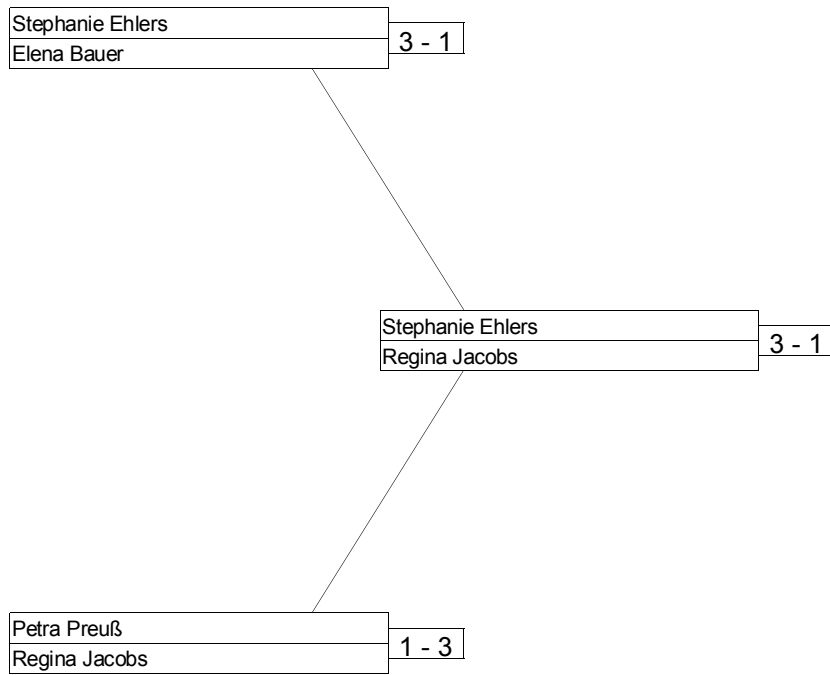 Stephanie Ehlers
Elena Bauer
3 - 1
Stephanie Ehlers
Regina Jacobs
3 - 1
Petra Preuß
Regina Jacobs
1 - 3